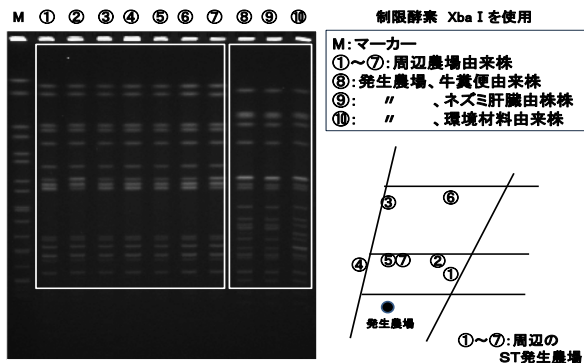 M ① ② ③ ④ ⑤ ⑥ ⑦ ⑧ ⑨ ⑩
制限酵素 XbaⅠを使用
M:マーカー
①～⑦:周辺農場由来株
⑧:発生農場、牛糞便由来株
⑨: 〃 、ネズミ肝臓由株株
⑩: 〃 、環境材料由来株
③ ⑥
④ ⑤⑦ ②
①
発生農場
①～⑦:周辺の
ST発生農場